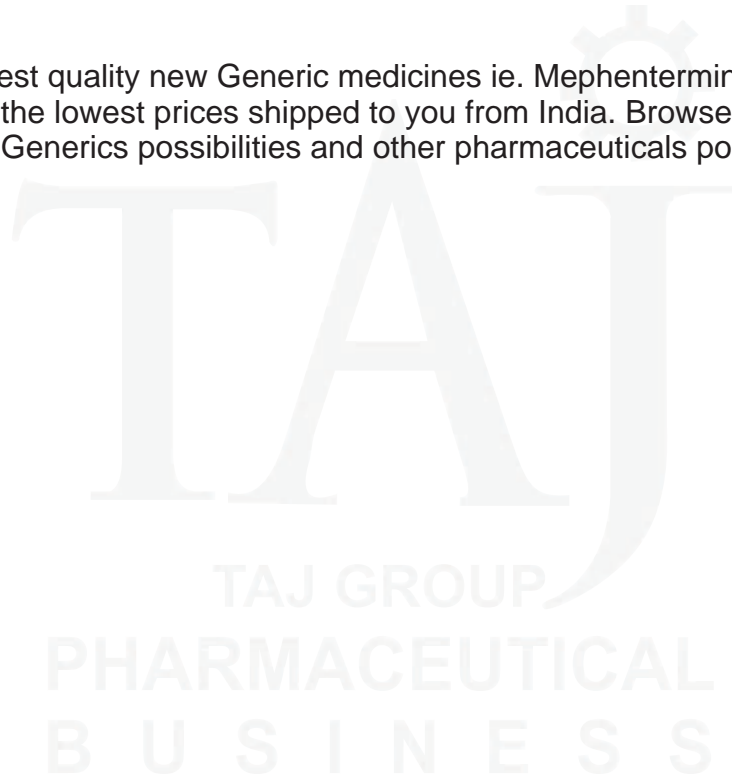 est quality new Generic medicines ie. Mephentermin
the lowest prices shipped to you from India. Browse
Generics possibilities and other pharmaceuticals po
TAJ
TAJ GROUP
PHARMACEUTICAL
BUSINESS